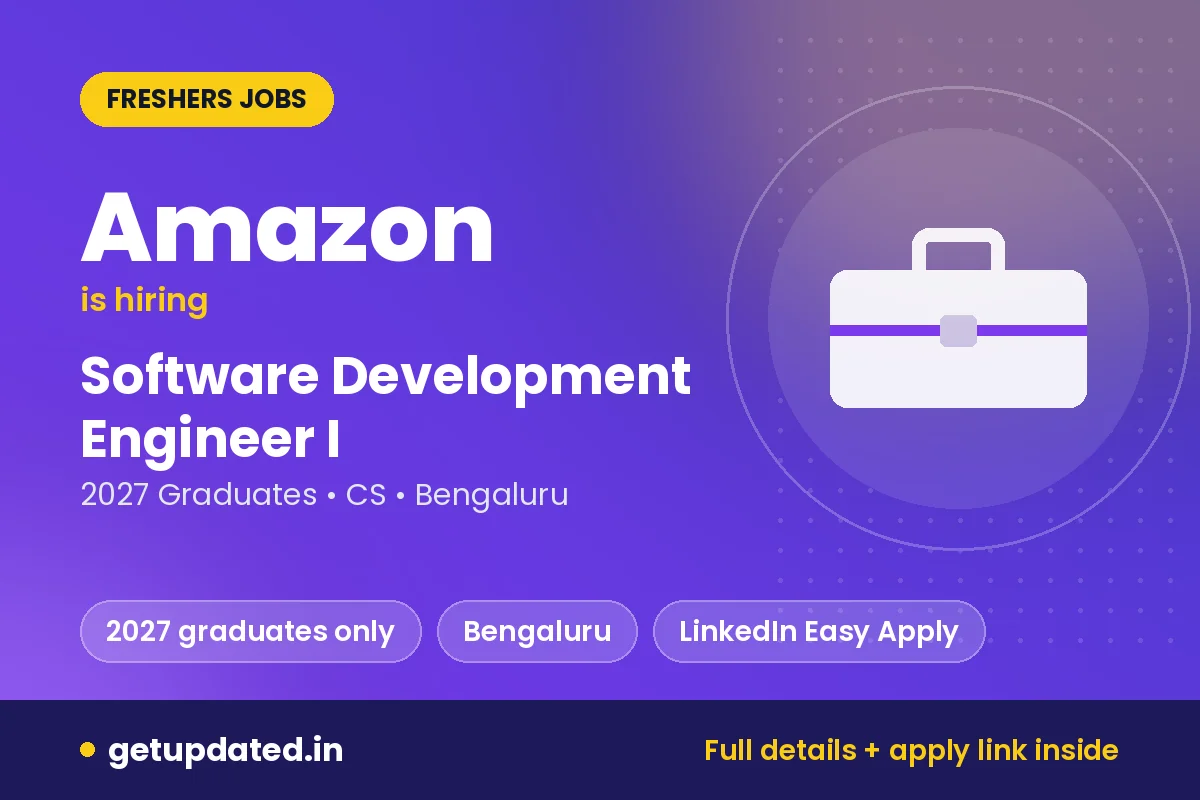 FRESHERS JOBS
Amazon
is hiring
Software Development
Engineer I
2027 Graduates • CS • Bengaluru
2027 graduates only
Bengaluru
LinkedIn Easy Apply
getupdated.in
Full details + apply link inside